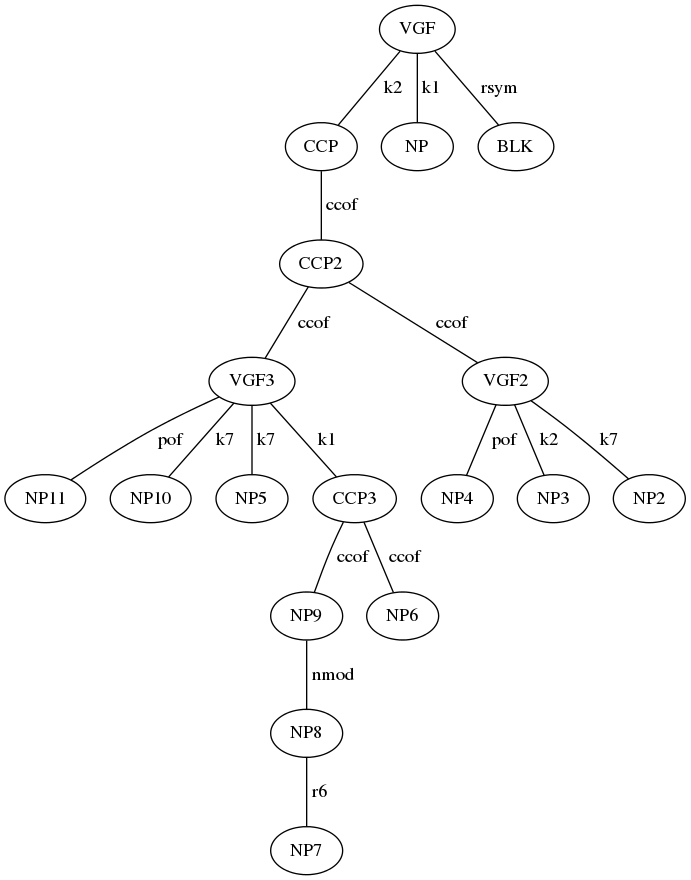 VGF
k2 k1 rsym
CCP NP BLK
ccof
CCP2
ccof ccof
VGF3 VGF2
pof k7 k7 k1 pof k2 k7
NP11 NP10 NP5 CCP3 NP4 NP3 NP2
ccof ccof
NP9 NP6
nmod
NP8
r6
NP7